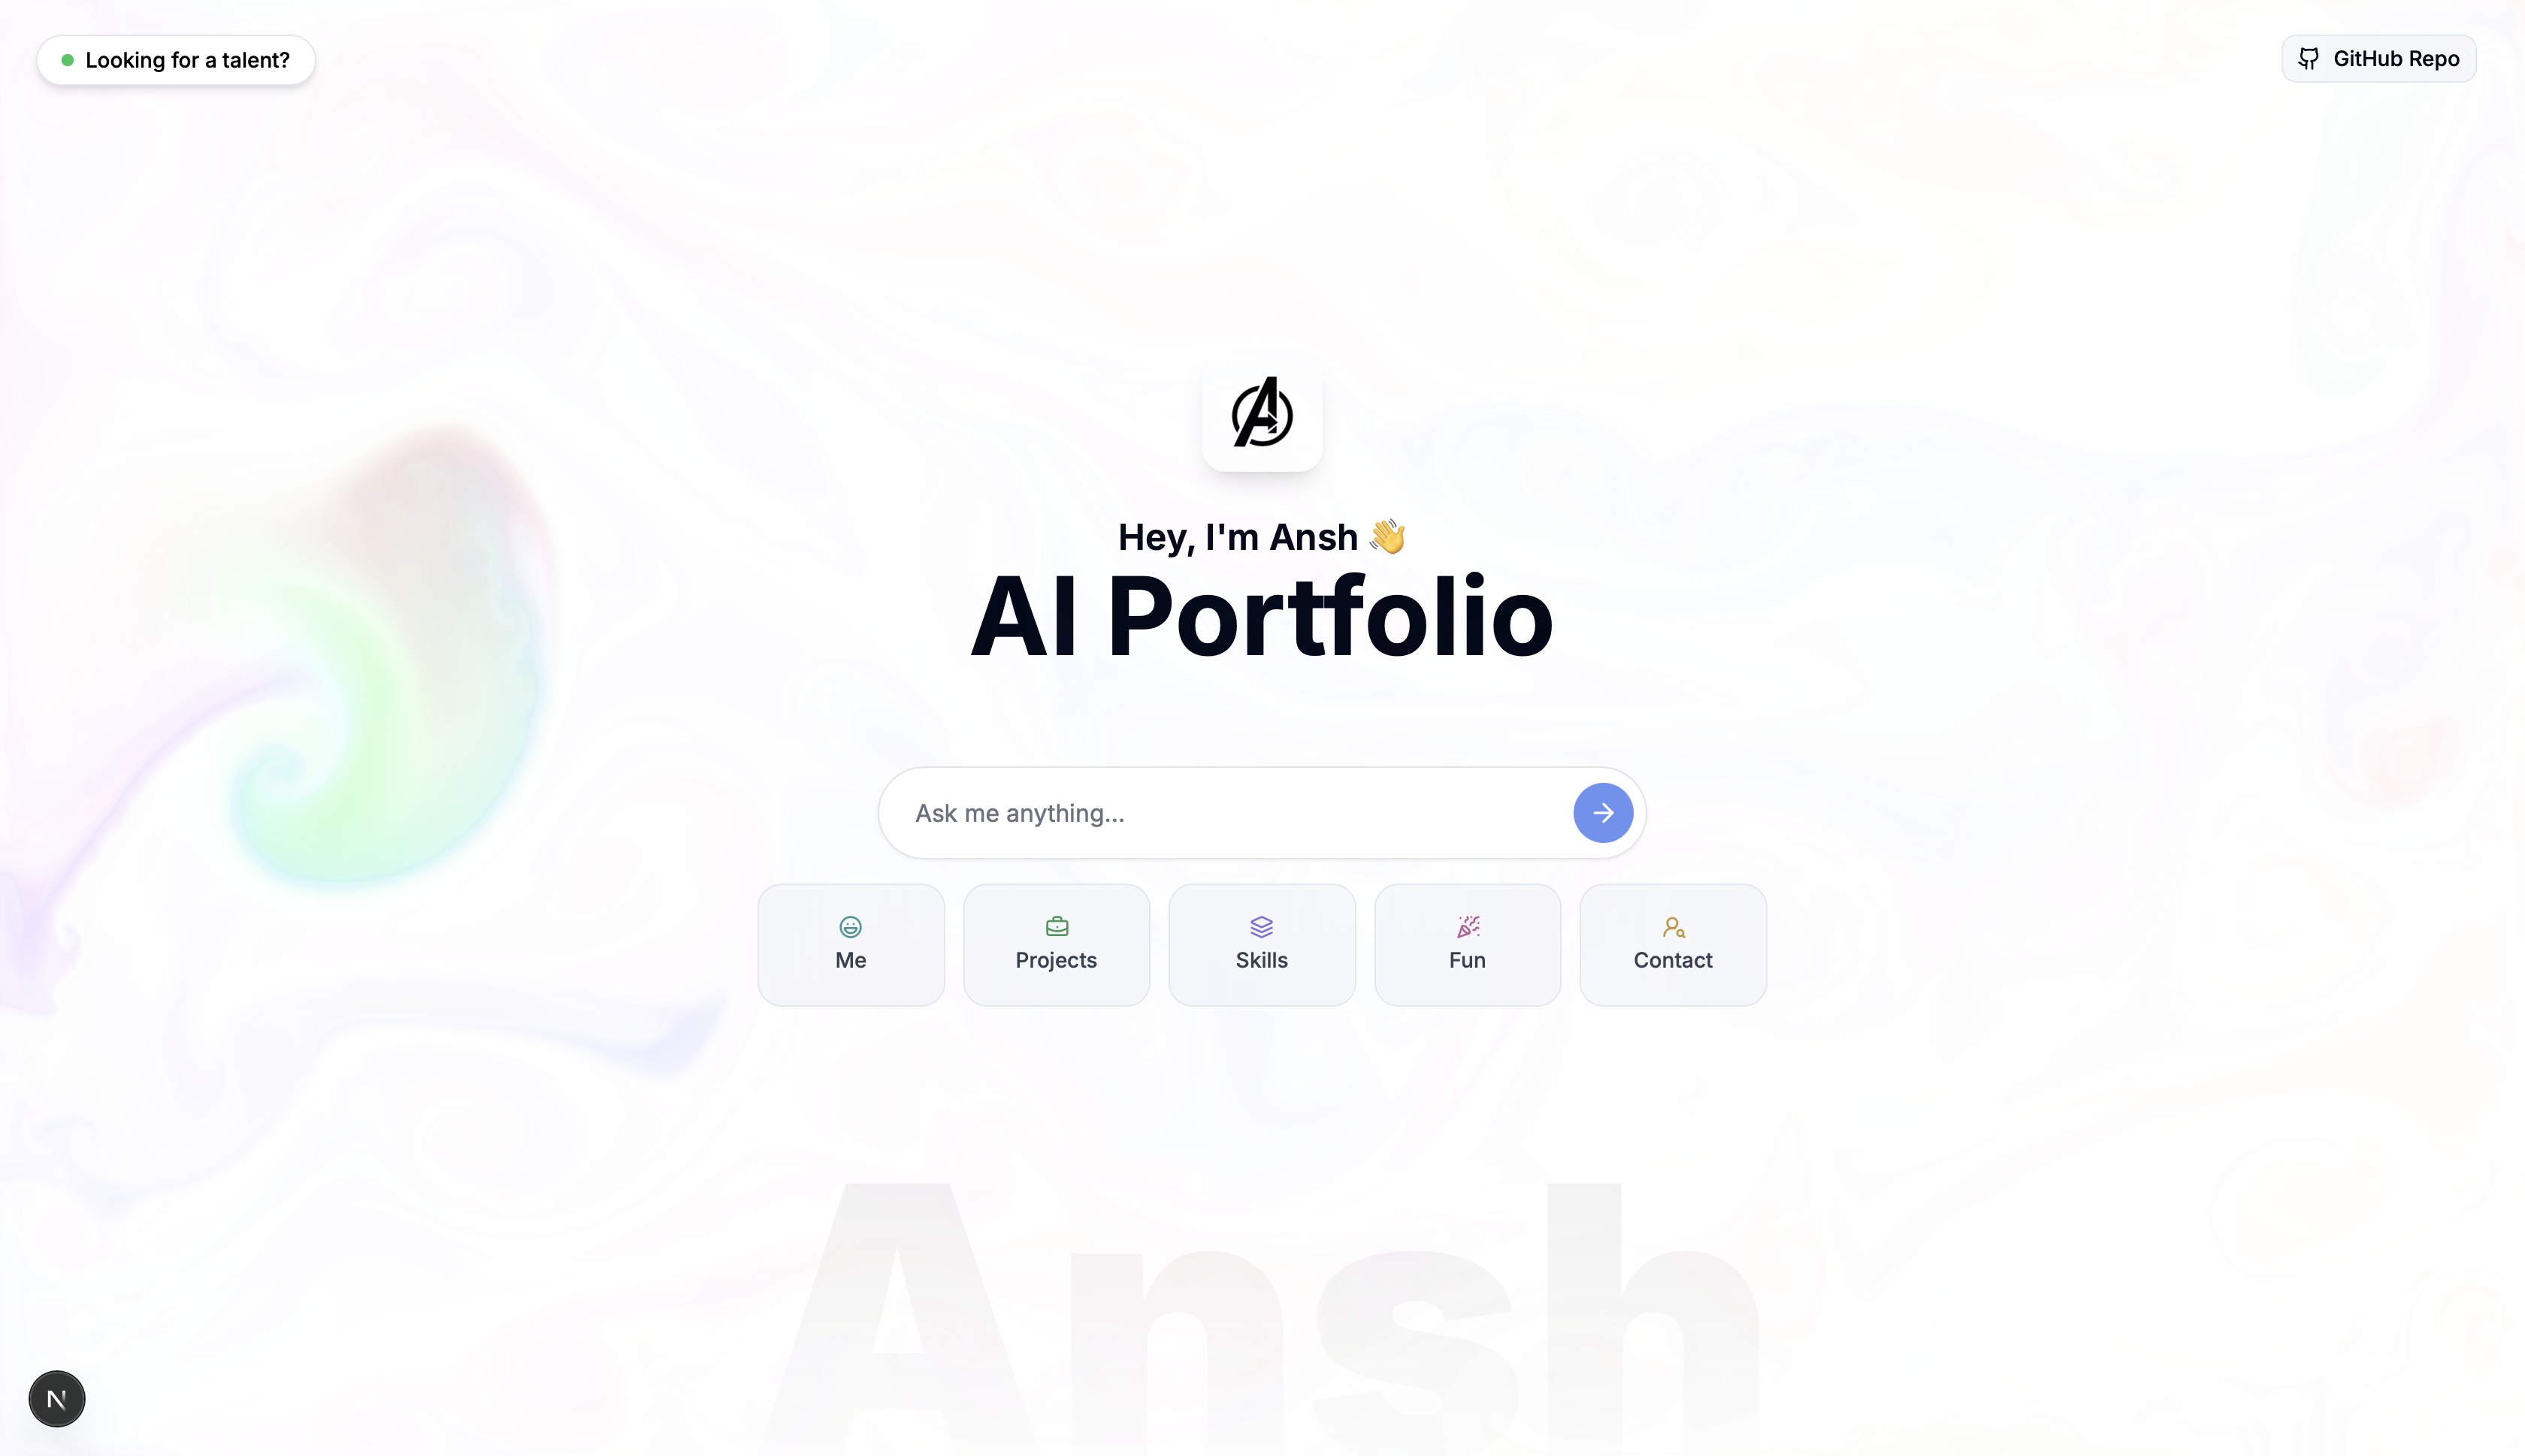 Looking for a talent?
GitHub Repo
Hey, I'm Ansh 👋
AI Portfolio
Ask me anything...
Me
Projects
Skills
Fun
Contact
Ansh
N